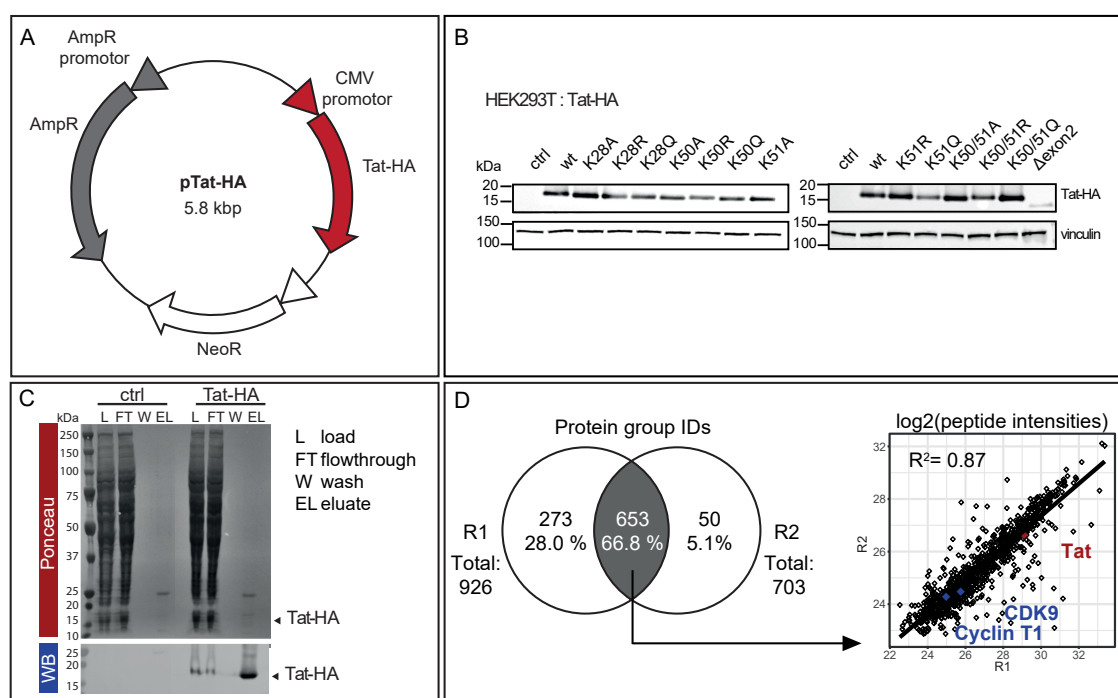 A
AmpR
promotor
CMV
promotor
AmpR
Tat-HA
pTat-HA
5.8 kbp
NeoR
B
HEK293T : Tat-HA
kDa
ctrl
wt
K28A
K28R
K28Q
K50A
K50R
K50Q
K51A
ctrl
wt
K51R
K51Q
K50/51A
K50/51R
K50/51Q
Δexon2
20
15
150
100
20
15
150
100
Tat-HA
vinculin
C
ctrl
Tat-HA
kDa
L FT W EL
L FT W EL
250
150
100
75
50
37
25
20
15
10
Ponceau
Tat-HA
L load
FT flowthrough
W wash
EL eluate
WB
25
20
15
Tat-HA
D
Protein group IDs
R1
Total:
926
273
28.0 %
653
66.8 %
50
5.1%
R2
Total:
703
log2(peptide intensities)
R²= 0.87
32
28
26
24
R2
Tat
CDK9
Cyclin T1
22 24 26 28 30 32
R1